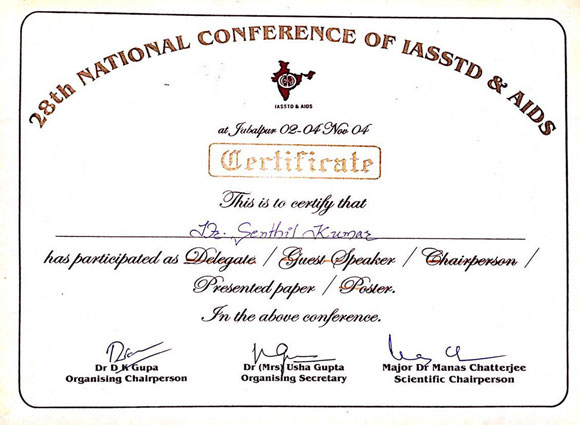 28th NATIONAL CONFERENCE OF IASSTD & AIDS
IASSTD & AIDS
at Jubalpur 02-04 Nov 04
Certificate
This is to certify that
Dr. Senthil Kumar
has participated as Delegate / Guest Speaker / Chairperson /
Presented paper / Poster.
In the above conference.
Dr D K Gupa Dr (Mrs) Usha Gupta Major Dr Manas Chatterjee
Organising Chairperson Organising Secretary Scientific Chairperson